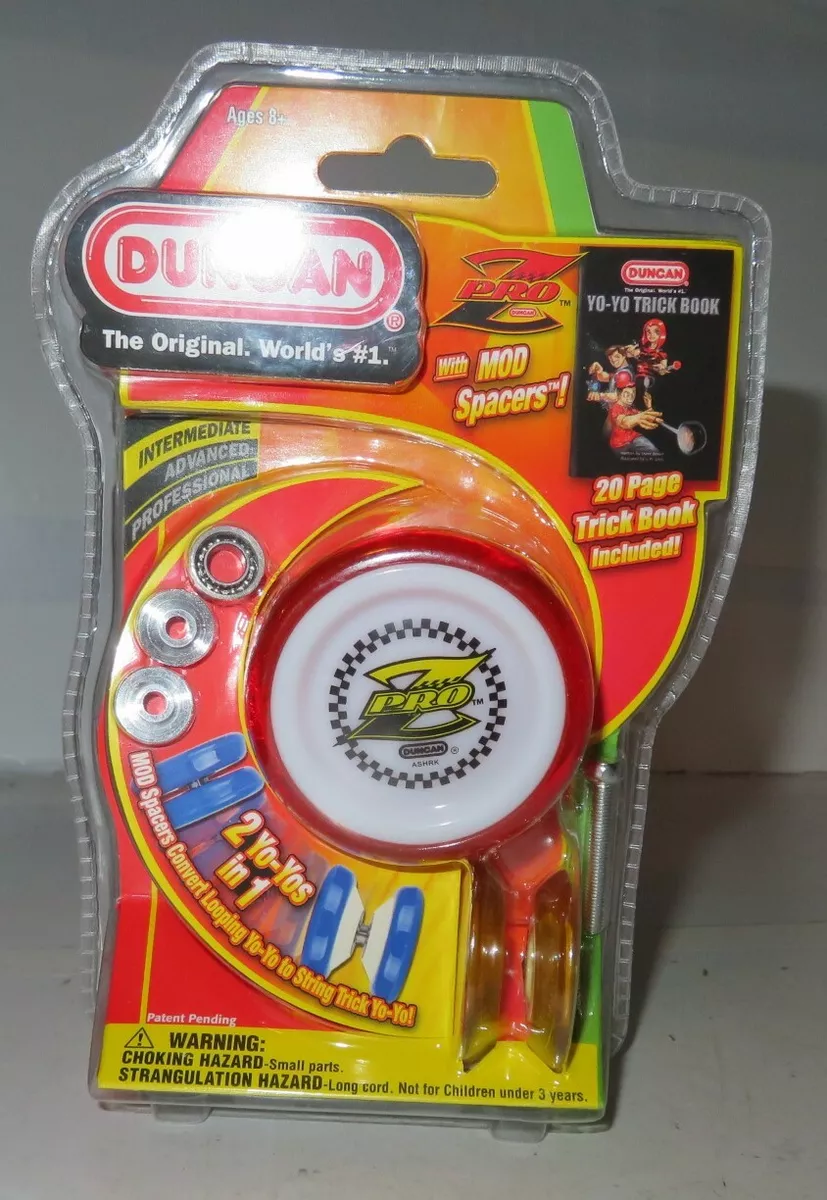 Ages 8+
DUNCAN®
The Original. World's #1.™
Z PRO™
DUNCAN
With MOD
Spacers™!
DUNCAN
The Original. World's #1.
YO-YO TRICK BOOK
20 Page
Trick Book
Included!
INTERMEDIATE
ADVANCED
PROFESSIONAL
Z PRO™
DUNCAN®
ASHRK
2 Yo-Yos
in 1
MOD Spacers Convert Looping Yo-Yo to String Trick Yo-Yo!
Patent Pending
WARNING:
CHOKING HAZARD-Small parts.
STRANGULATION HAZARD-Long cord. Not for Children under 3 years.